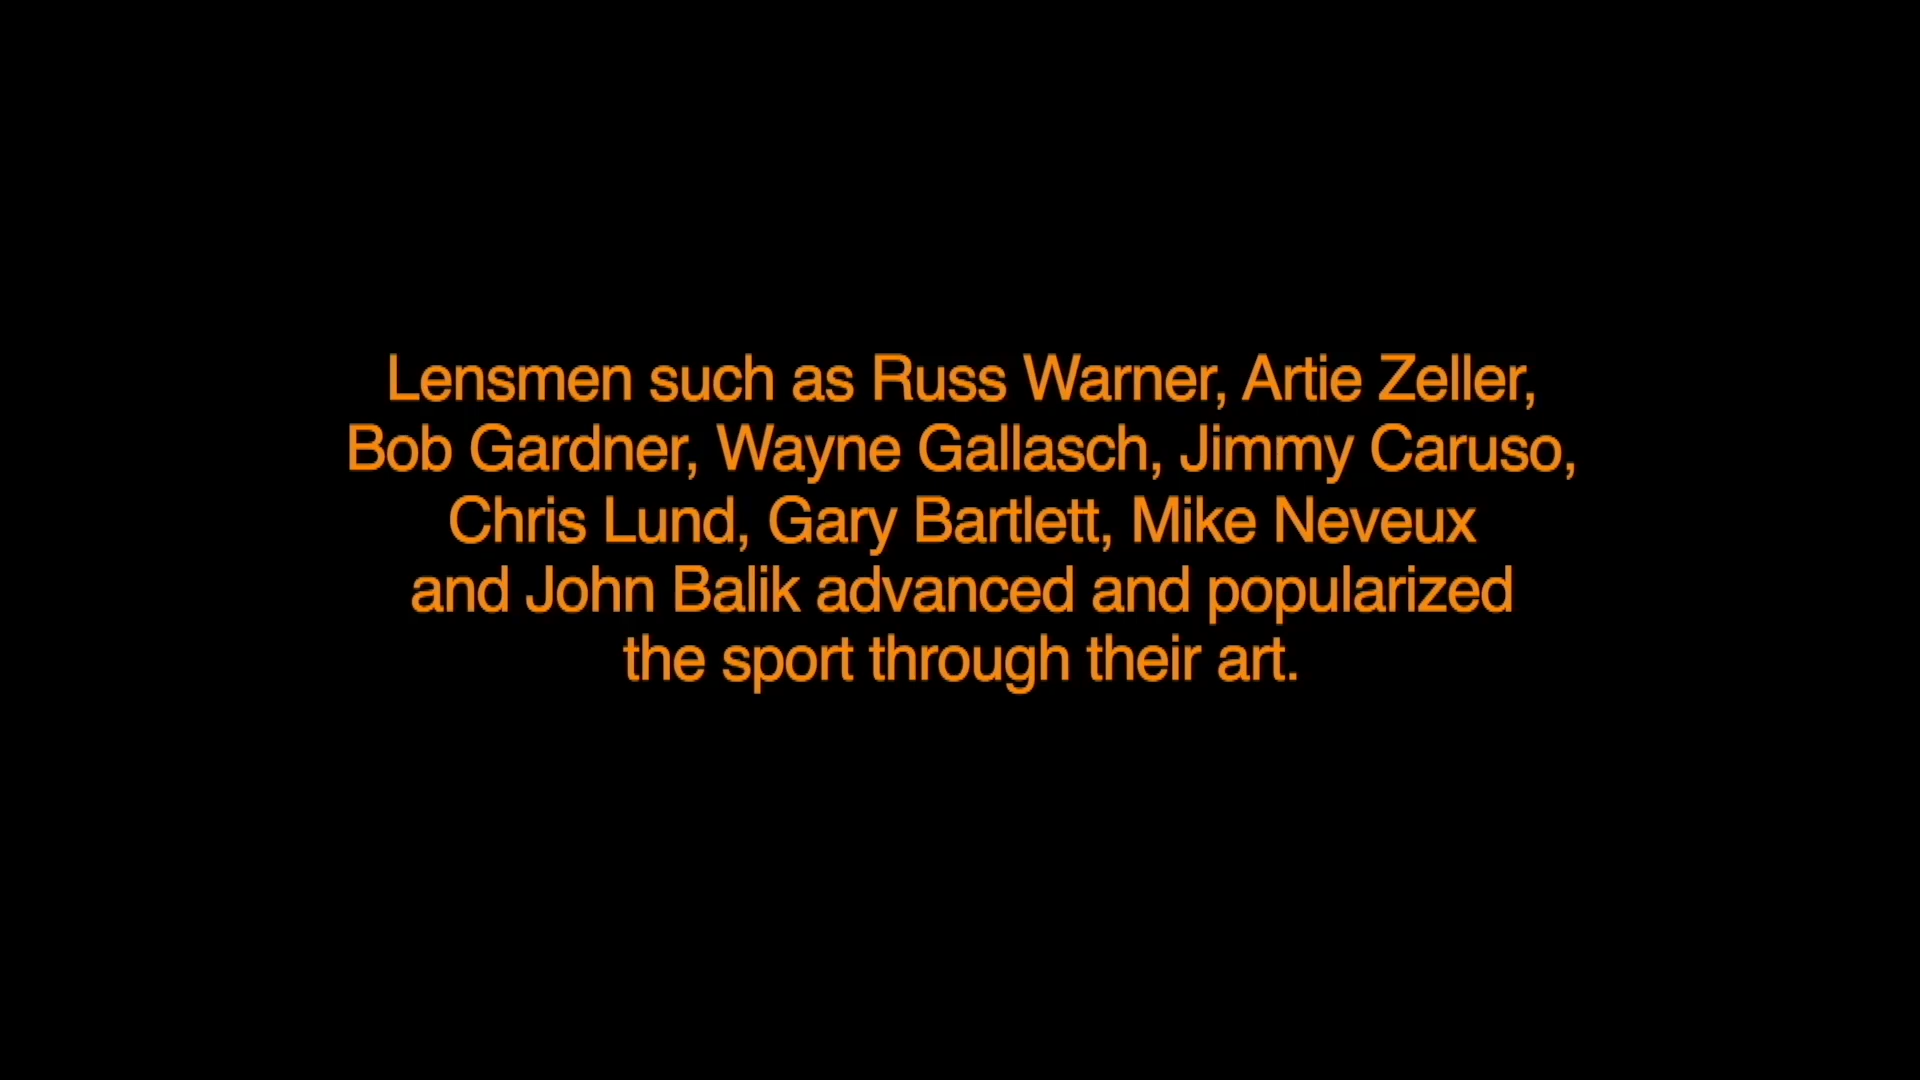 Lensmen such as Russ Warner, Artie Zeller,
Bob Gardner, Wayne Gallasch, Jimmy Caruso,
Chris Lund, Gary Bartlett, Mike Neveux
and John Balik advanced and popularized
the sport through their art.